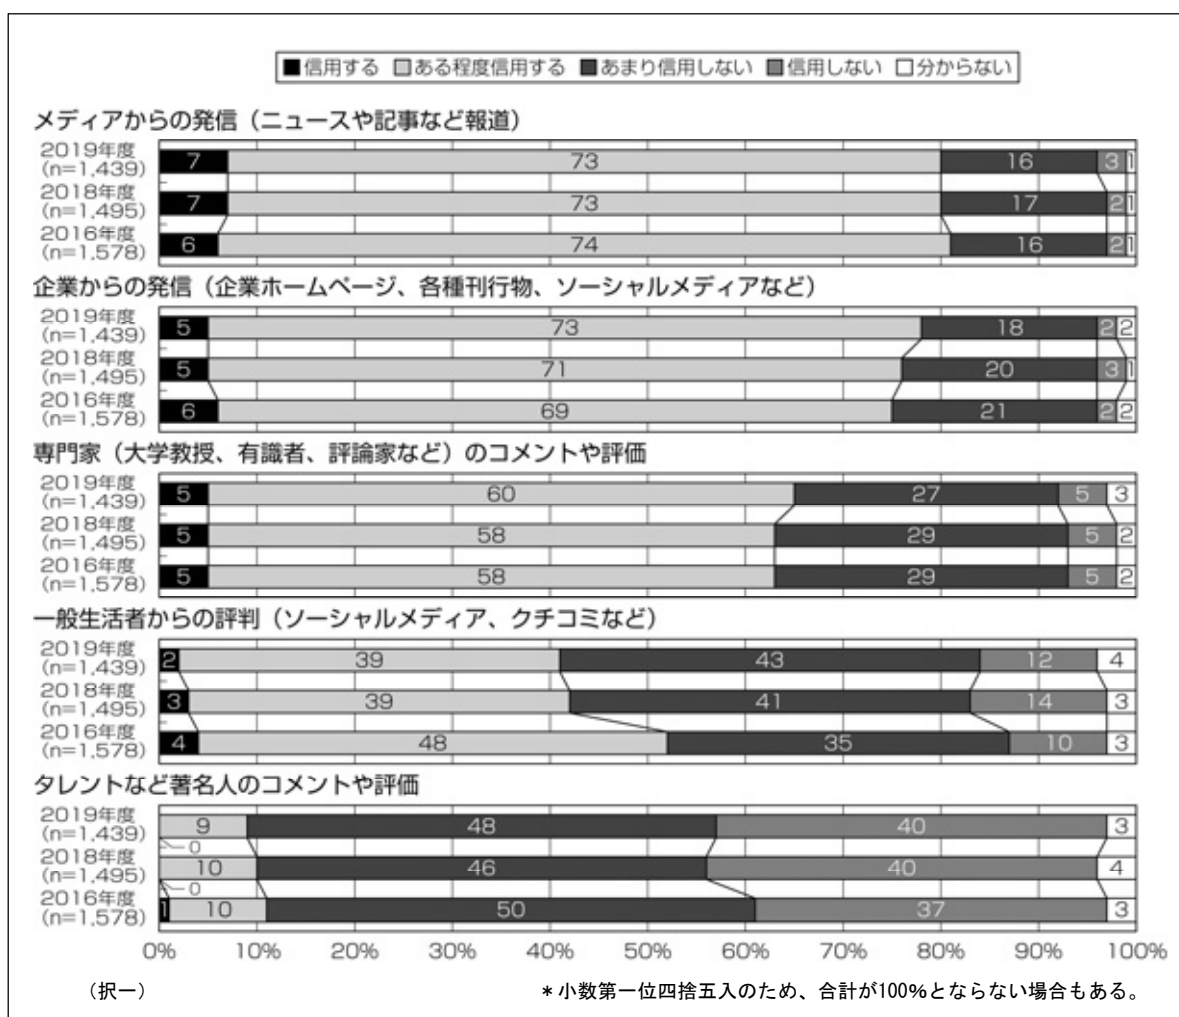 ■信用する □ある程度信用する ■あまり信用しない ■信用しない □分からない
メディアからの発信（ニュースや記事など報道）
2019年度
(n=1,439) 7 73 16 3 1
2018年度
(n=1,495) 7 73 17 2 1
2016年度
(n=1,578) 6 74 16 2 1
企業からの発信（企業ホームページ、各種刊行物、ソーシャルメディアなど）
2019年度
(n=1,439) 5 73 18 2 2
2018年度
(n=1,495) 5 71 20 3 1
2016年度
(n=1,578) 6 69 21 2 2
専門家（大学教授、有識者、評論家など）のコメントや評価
2019年度
(n=1,439) 5 60 27 5 3
2018年度
(n=1,495) 5 58 29 5 2
2016年度
(n=1,578) 5 58 29 5 2
一般生活者からの評判（ソーシャルメディア、クチコミなど）
2019年度
(n=1,439) 2 39 43 12 4
2018年度
(n=1,495) 3 39 41 14 3
2016年度
(n=1,578) 4 48 35 10 3
タレントなど著名人のコメントや評価
2019年度
(n=1,439) 9 48 40 3
0
2018年度
(n=1,495) 10 46 40 4
0
2016年度
(n=1,578) 1 10 50 37 3
0% 10% 20% 30% 40% 50% 60% 70% 80% 90% 100%
（択一） ＊小数第一位四捨五入のため、合計が100％とならない場合もある。